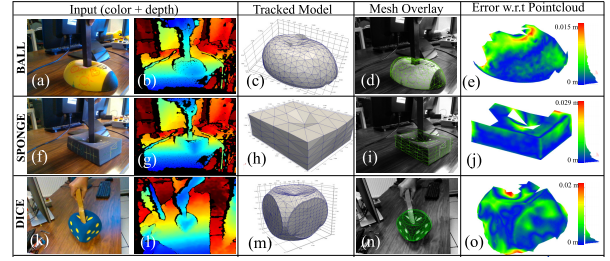 Input (color + depth) Tracked Model Mesh Overlay Error w.r.t Pointcloud
BALL
(a) (b) (c) (d) (e)
0.015 m
0 m
SPONGE
(f) (g) (h) (i) (j)
0.029 m
0 m
DICE
(k) (l) (m) (n) (o)
0.02 m
0 m